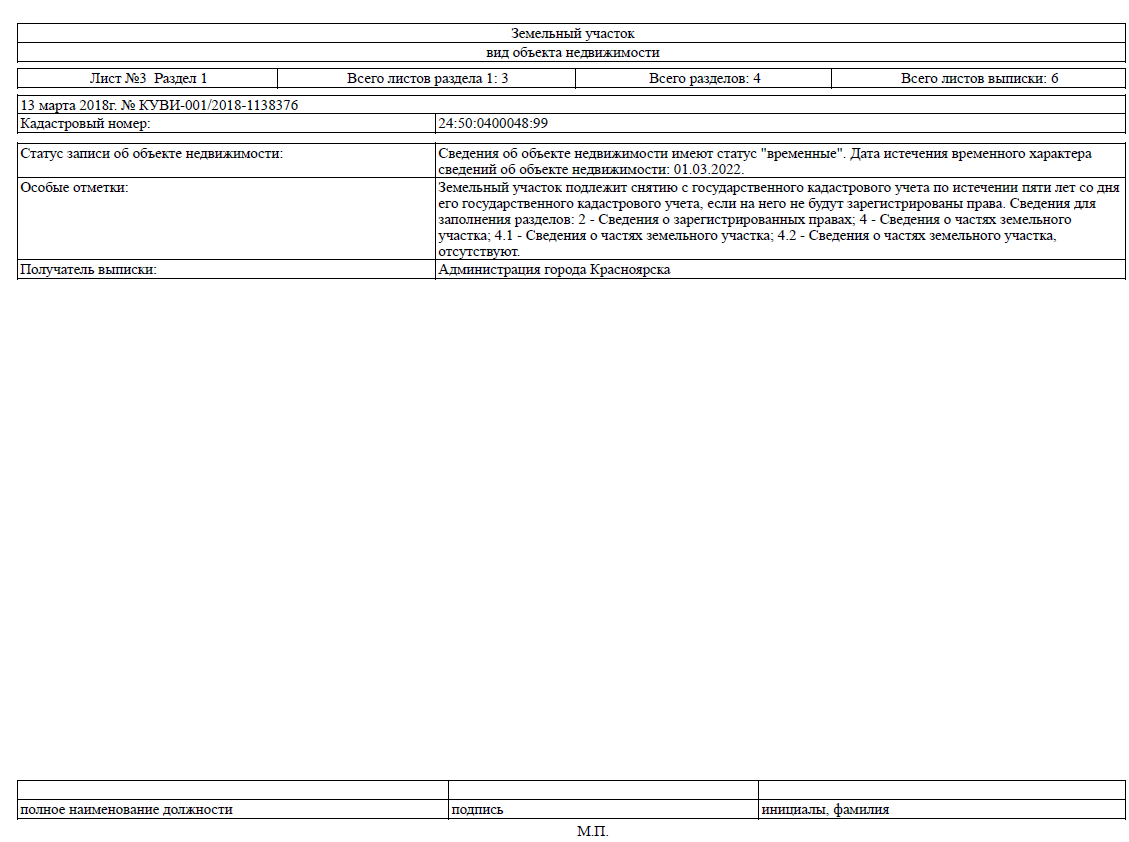 Земельный участок
вид объекта недвижимости
Лист №3 Раздел 1 Всего листов раздела 1: 3 Всего разделов: 4 Всего листов выписки: 6
13 марта 2018г. № КУВИ-001/2018-1138376
Кадастровый номер: 24:50:0400048:99
Статус записи об объекте недвижимости: Сведения об объекте недвижимости имеют статус "временные". Дата истечения временного характера
сведений об объекте недвижимости: 01.03.2022.
Особые отметки: Земельный участок подлежит снятию с государственного кадастрового учета по истечении пяти лет со дня
его государственного кадастрового учета, если на него не будут зарегистрированы права. Сведения для
заполнения разделов: 2 - Сведения о зарегистрированных правах; 4 - Сведения о частях земельного
участка; 4.1 - Сведения о частях земельного участка; 4.2 - Сведения о частях земельного участка,
отсутствуют.
Получатель выписки: Администрация города Красноярска
полное наименование должности подпись инициалы, фамилия
М.П.